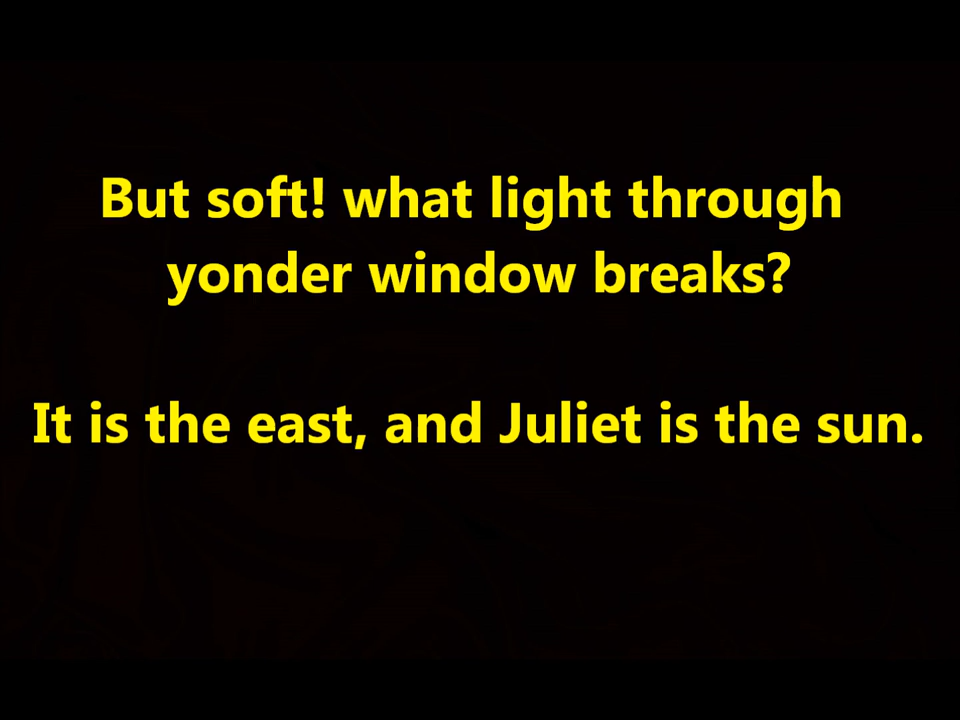 But soft! what light through
yonder window breaks?
It is the east, and Juliet is the sun.